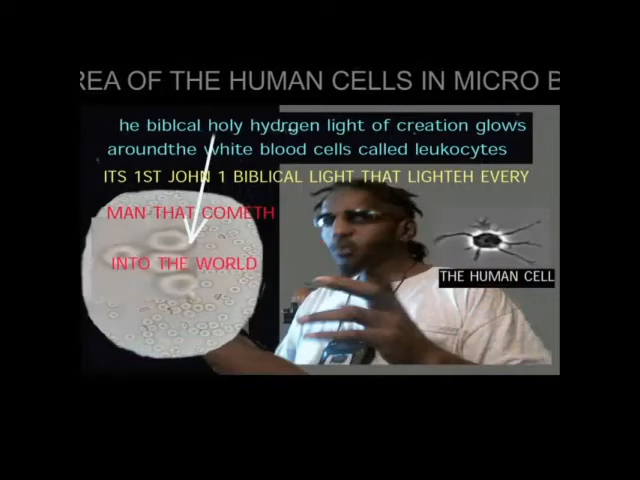 REA OF THE HUMAN CELLS IN MICRO B
he biblcal holy hydrgen light of creation glows
aroundthe white blood cells called leukocytes
ITS 1ST JOHN 1 BIBLICAL LIGHT THAT LIGHTEH EVERY
MAN THAT COMETH
INTO THE WORLD
THE HUMAN CELL